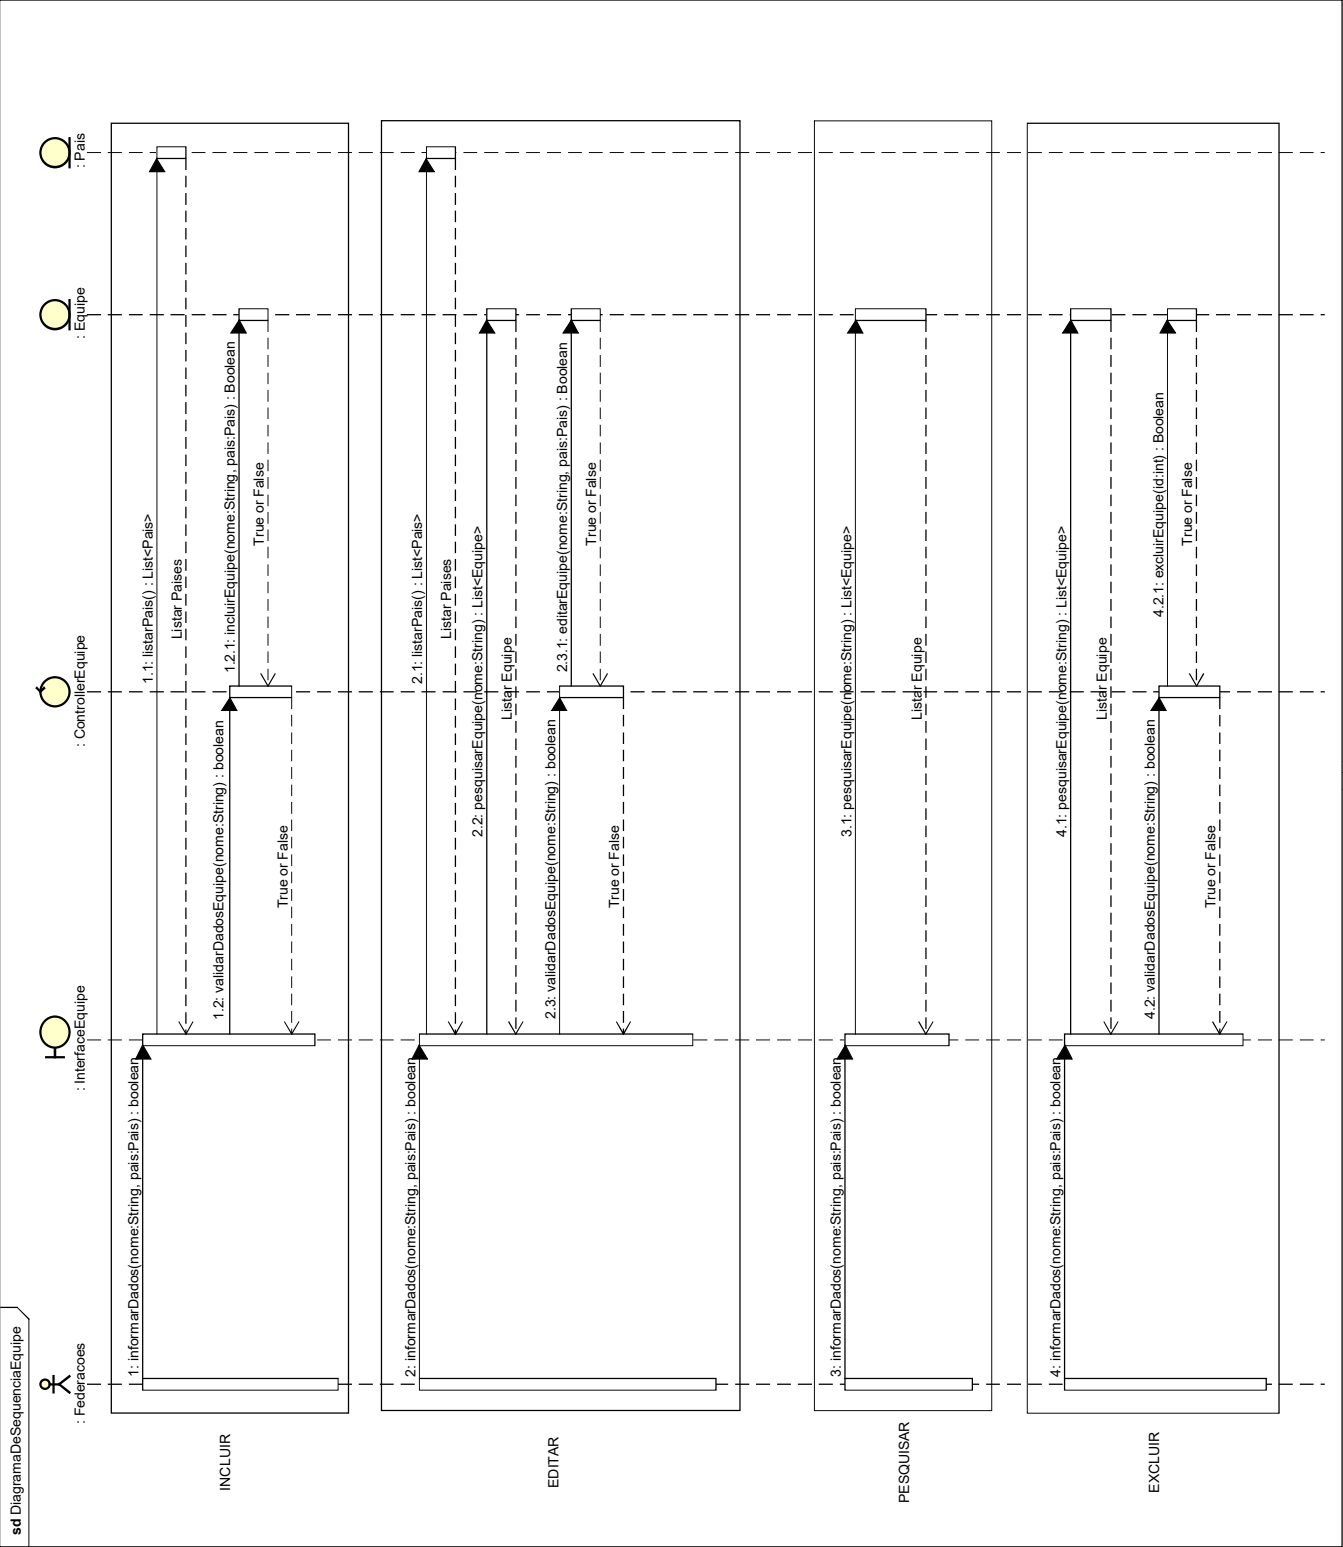 sd DiagramaDeSequenciaEquipe
: Federacoes
: InterfaceEquipe
: ControllerEquipe
: Equipe
: Pais
INCLUIR
1: informarDados(nome:String, pais:Pais) : boolean
1.1: listarPais() : List<Pais>
Listar Paises
1.2: validarDadosEquipe(nome:String) : boolean
1.2.1: incluirEquipe(nome:String, pais:Pais) : Boolean
True or False
True or False
EDITAR
2: informarDados(nome:String, pais:Pais) : boolean
2.1: listarPais() : List<Pais>
Listar Paises
2.2: pesquisarEquipe(nome:String) : List<Equipe>
Listar Equipe
2.3: validarDadosEquipe(nome:String) : boolean
2.3.1: editarEquipe(nome:String, pais:Pais) : Boolean
True or False
True or False
PESQUISAR
3: informarDados(nome:String, pais:Pais) : boolean
3.1: pesquisarEquipe(nome:String) : List<Equipe>
Listar Equipe
EXCLUIR
4: informarDados(nome:String, pais:Pais) : boolean
4.1: pesquisarEquipe(nome:String) : List<Equipe>
Listar Equipe
4.2: validarDadosEquipe(nome:String) : boolean
4.2.1: excluirEquipe(id:int) : Boolean
True or False
True or False